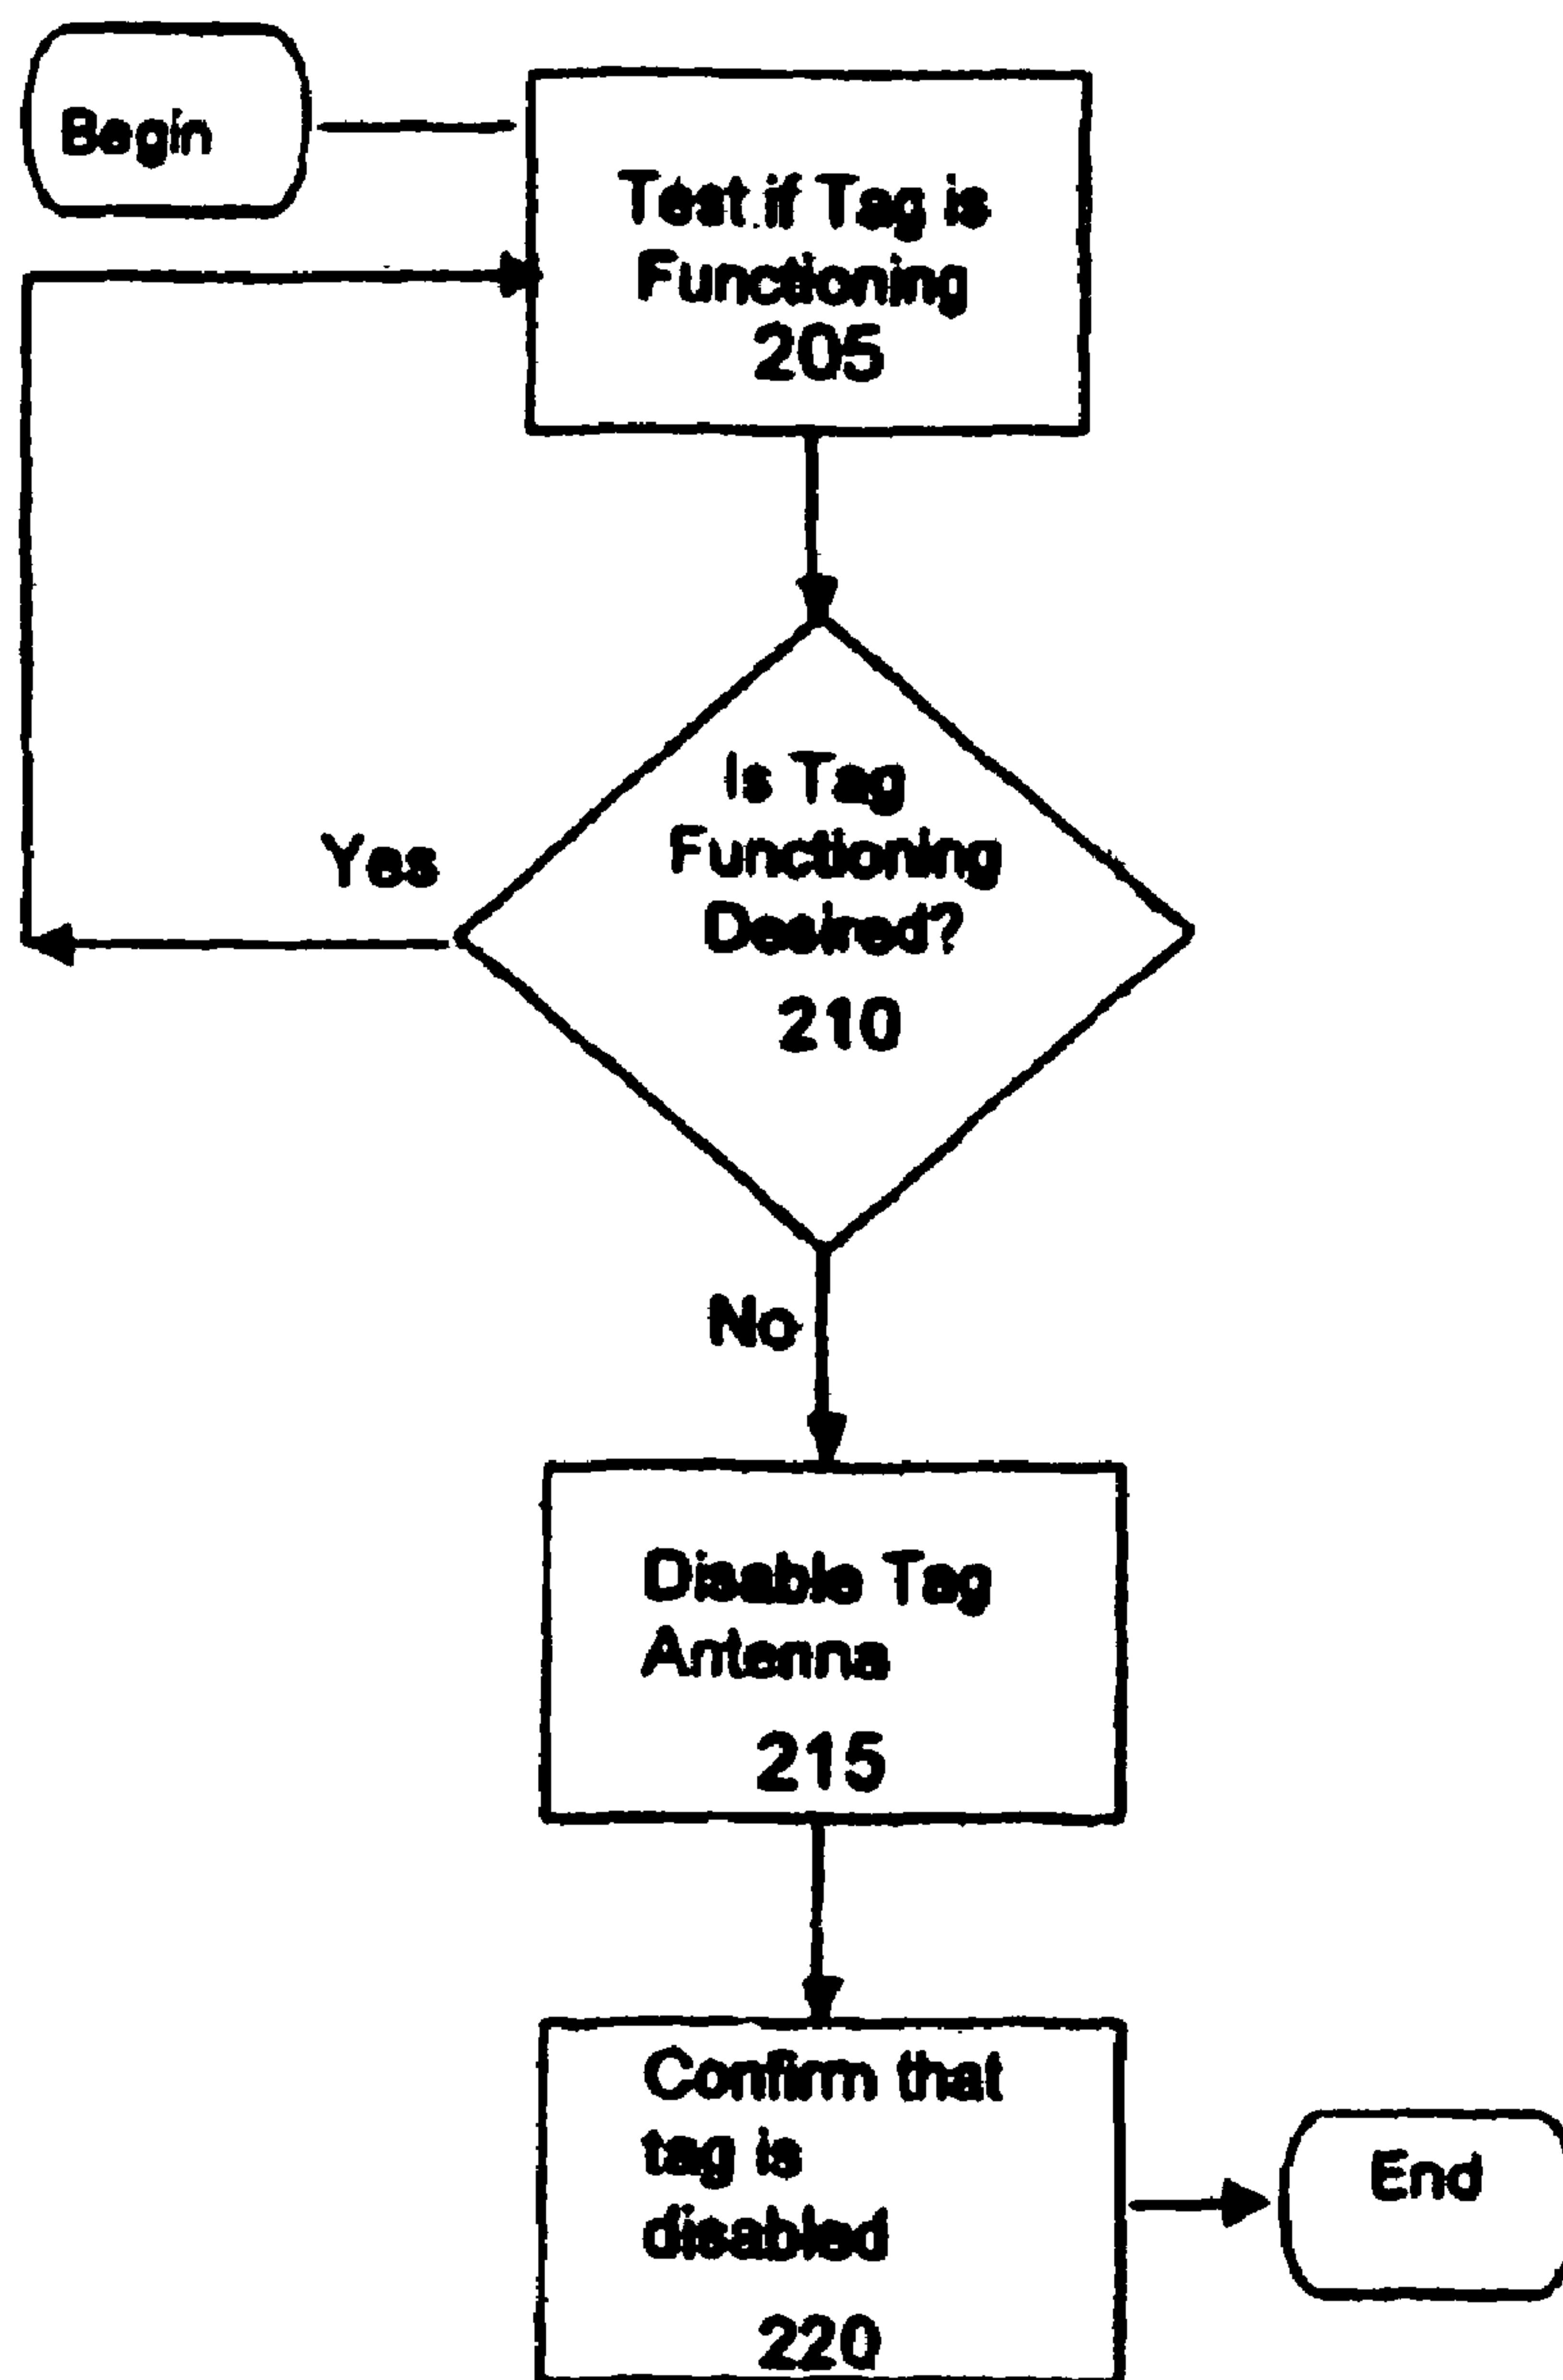 Begin
Test if Tag is
Functioning
205
Is Tag
Functioning
Desired?
210
Yes
No
Disable Tag
Antenna
215
Confirm that
tag is
disabled
220
End